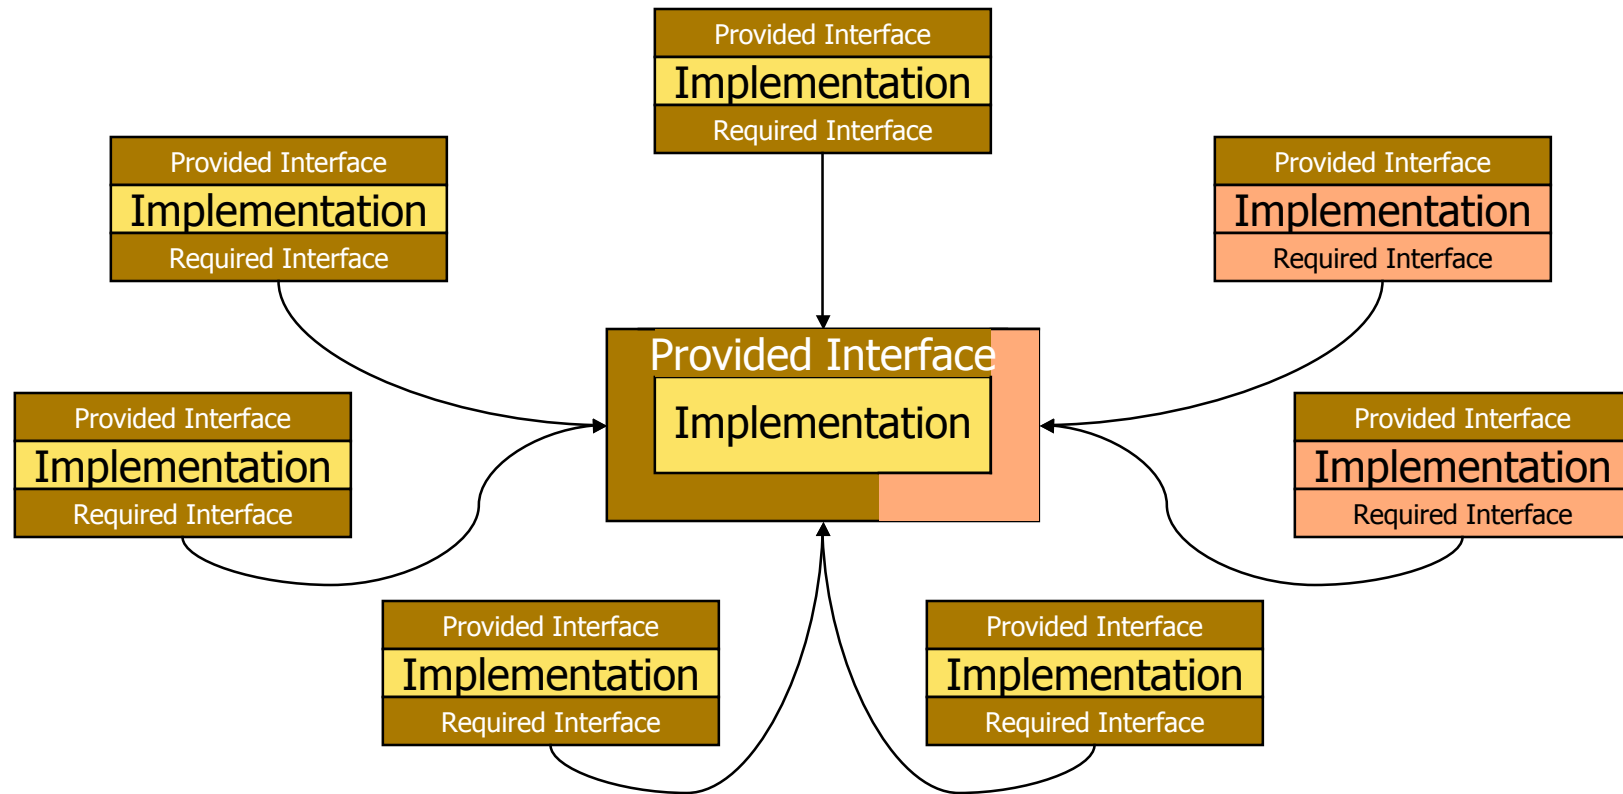 Provided Interface
Implementation
Required Interface
Provided Interface
Implementation
Required Interface
Provided Interface
Implementation
Required Interface
Provided Interface
Implementation
Provided Interface
Implementation
Required Interface
Provided Interface
Implementation
Required Interface
Provided Interface
Implementation
Required Interface
Provided Interface
Implementation
Required Interface